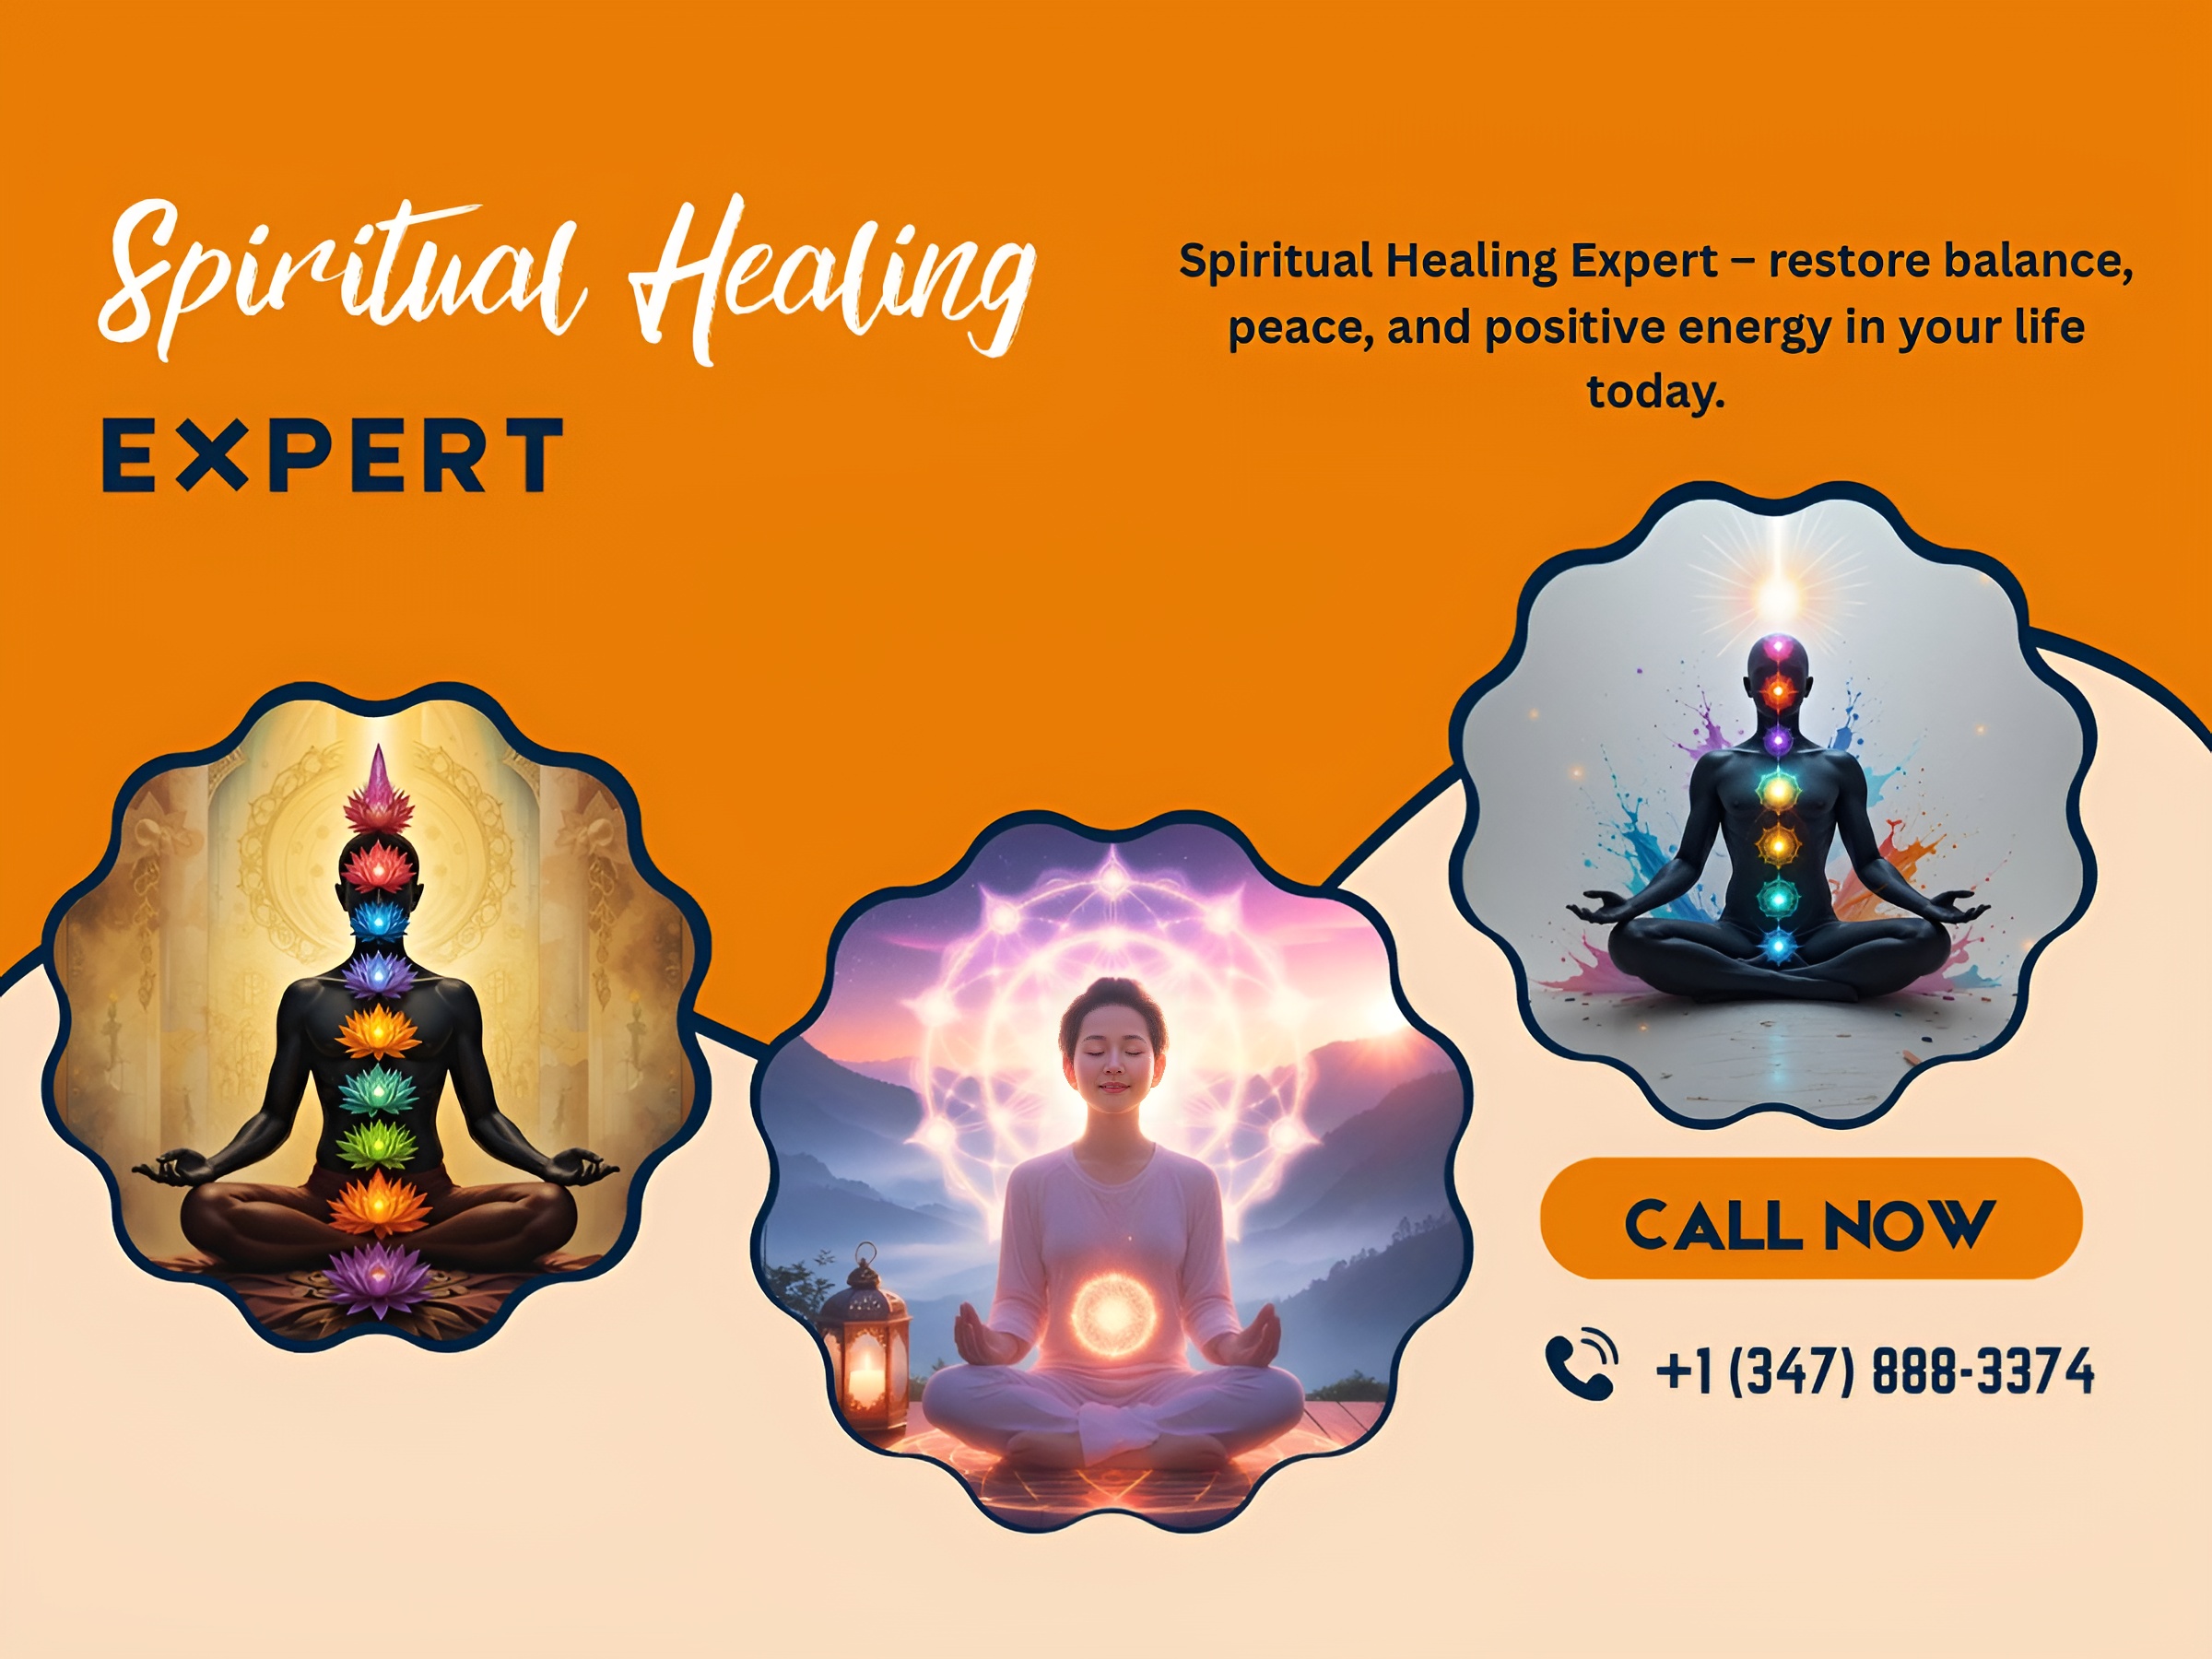 Spiritual Healing
EXPERT
Spiritual Healing Expert – restore balance,
peace, and positive energy in your life
today.
CALL NOW
+1 (347) 888-3374